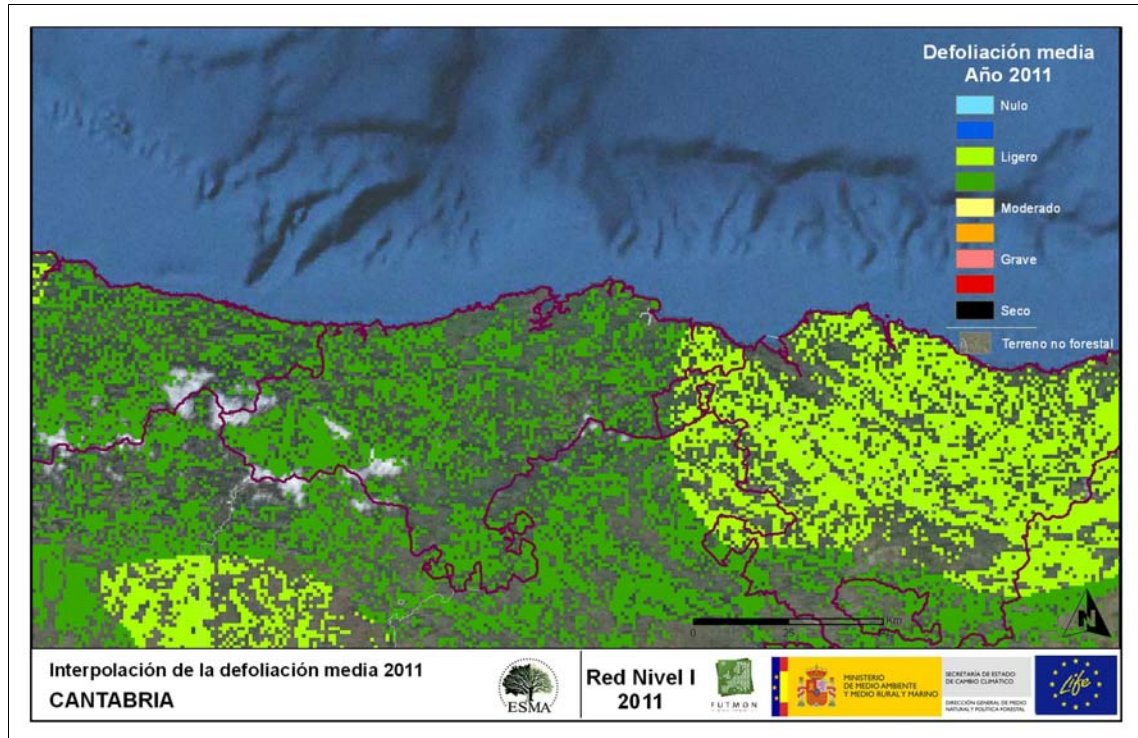 Defoliación media
Año 2011
Nulo
Ligero
Moderado
Grave
Seco
Terreno no forestal
N
0
25
Km
Interpolación de la defoliación media 2011
CANTABRIA
ESMA
Red Nivel I
2011
FUTMON
MINISTERIO
DE MEDIO AMBIENTE
Y MEDIO RURAL Y MARINO
SECRETARÍA DE ESTADO
DE CAMBIO CLIMÁTICO
DIRECCIÓN GENERAL DE MEDIO
NATURAL Y POLÍTICA FORESTAL
Life